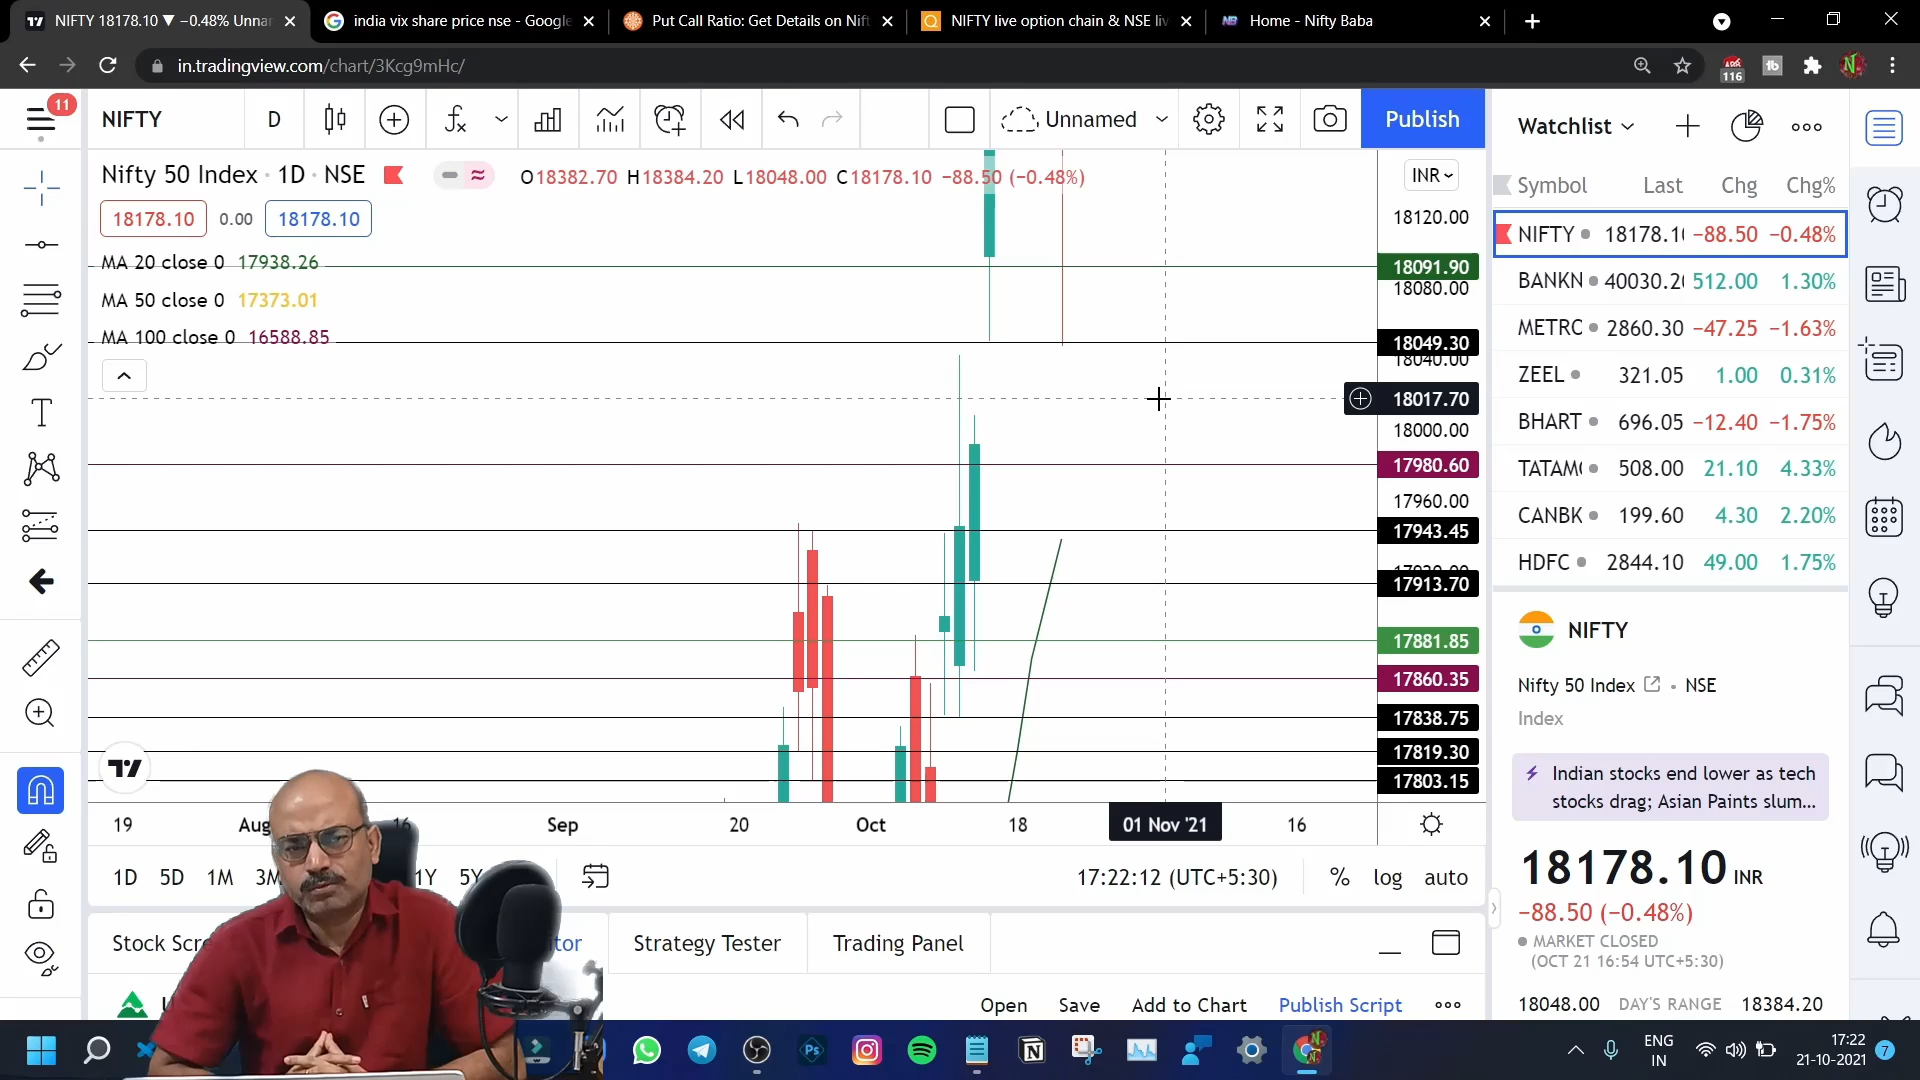 NIFTY 18178.10 ▼ −0.48% Unnar
india vix share price nse - Google
Put Call Ratio: Get Details on Nift
NIFTY live option chain & NSE liv
Home - Nifty Baba
in.tradingview.com/chart/3Kcg9mHc/
116
11
NIFTY
D
Unnamed
Publish
Watchlist
Nifty 50 Index · 1D · NSE
O18382.70 H18384.20 L18048.00 C18178.10 −88.50 (−0.48%)
INR
Symbol Last Chg Chg%
18178.10 0.00 18178.10
18120.00
NIFTY 18178.1 −88.50 −0.48%
MA 20 close 0 17938.26
18091.90
18080.00
BANKN 40030.2 512.00 1.30%
MA 50 close 0 17373.01
MA 100 close 0 16588.85
18049.30
18040.00
METRO 2860.30 −47.25 −1.63%
ZEEL 321.05 1.00 0.31%
18017.70
18000.00
BHART 696.05 −12.40 −1.75%
17980.60
TATAM 508.00 21.10 4.33%
17960.00
17943.45
CANBK 199.60 4.30 2.20%
HDFC 2844.10 49.00 1.75%
17913.70
17881.85
NIFTY
17860.35
Nifty 50 Index · NSE
Index
17838.75
17819.30
17803.15
Indian stocks end lower as tech
stocks drag; Asian Paints slum...
19 Aug 16 Sep 20 Oct 18 01 Nov '21 16
18178.10 INR
1D 5D 1M 3M 1Y 5Y
17:22:12 (UTC+5:30) % log auto
−88.50 (−0.48%)
MARKET CLOSED
(OCT 21 16:54 UTC+5:30)
Stock Scre tor Strategy Tester Trading Panel
Open Save Add to Chart Publish Script
18048.00 DAY'S RANGE 18384.20
Ps
ENG
IN
17:22
21-10-2021
7